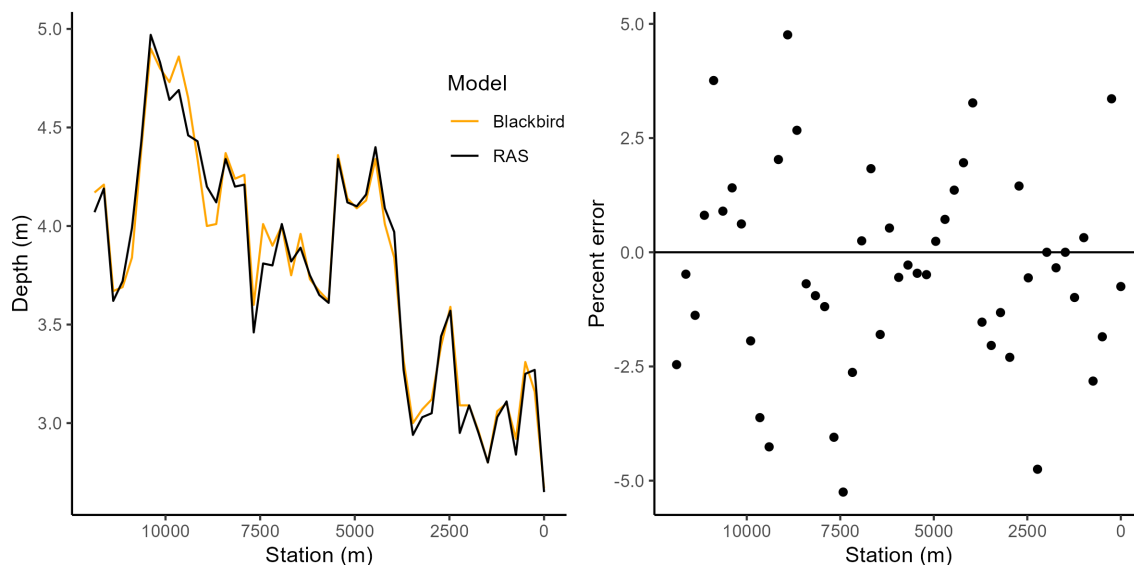 5.0
4.5
4.0
3.5
3.0
Depth (m)
10000 7500 5000 2500 0
Station (m)
Model
Blackbird
RAS
5.0
2.5
0.0
-2.5
-5.0
Percent error
10000 7500 5000 2500 0
Station (m)